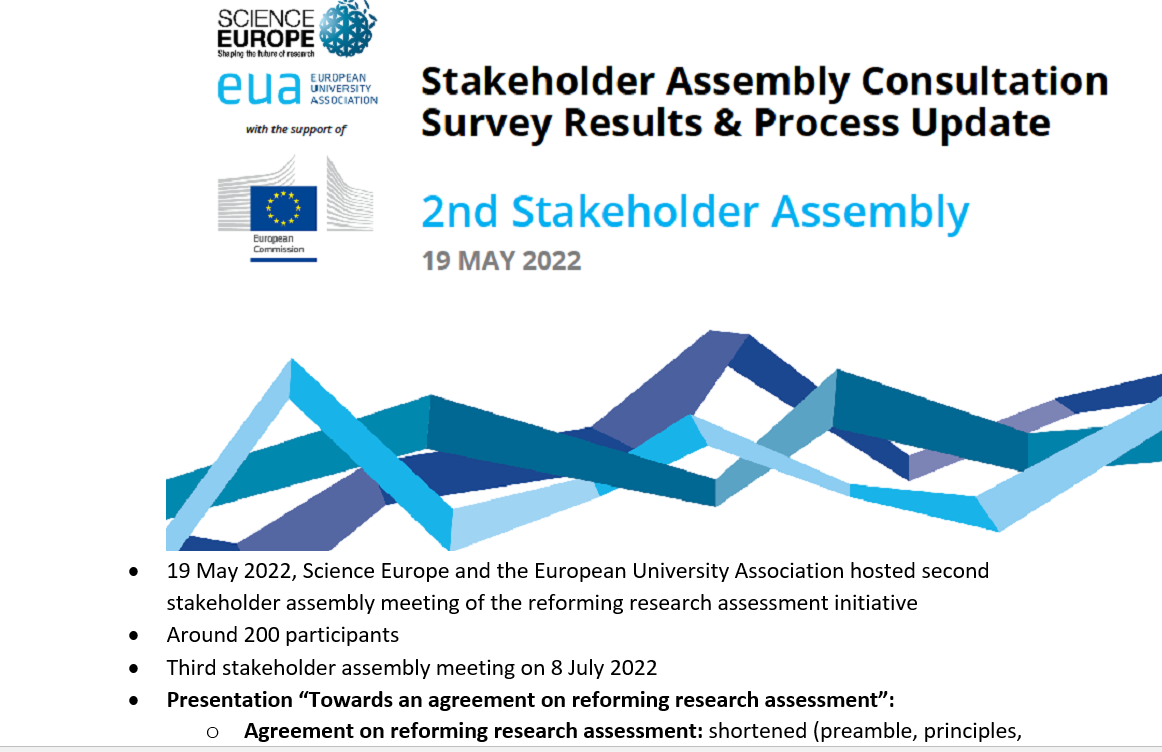 SCIENCE
EUROPE
Shaping the future of research
eua EUROPEAN
UNIVERSITY
ASSOCIATION
with the support of
European
Commission
Stakeholder Assembly Consultation
Survey Results & Process Update
2nd Stakeholder Assembly
19 MAY 2022
• 19 May 2022, Science Europe and the European University Association hosted second
stakeholder assembly meeting of the reforming research assessment initiative
• Around 200 participants
• Third stakeholder assembly meeting on 8 July 2022
• Presentation “Towards an agreement on reforming research assessment”:
o Agreement on reforming research assessment: shortened (preamble, principles,